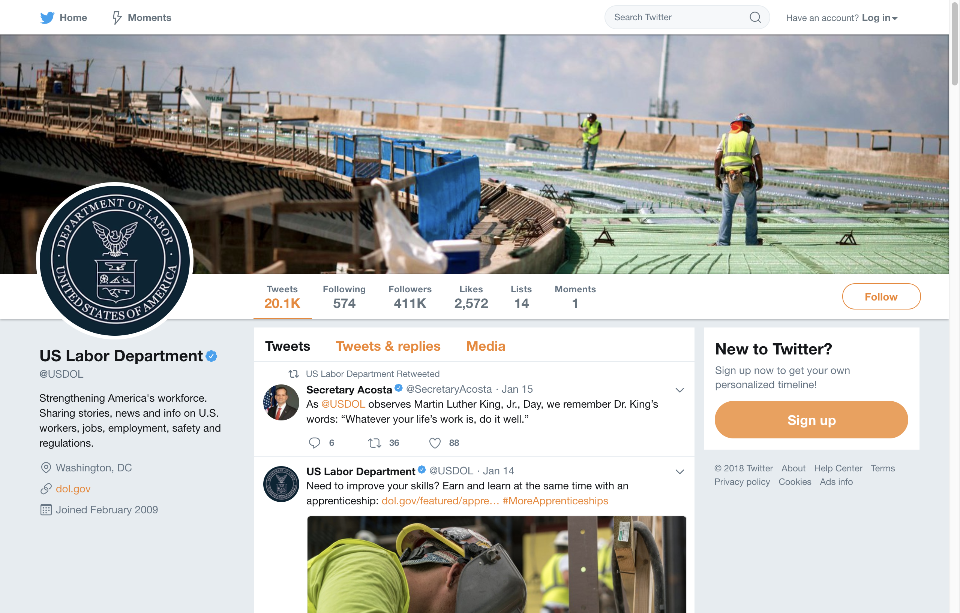 Home
Moments
Search Twitter
Have an account? Log in
DEPARTMENT OF LABOR
UNITED STATES OF AMERICA
Tweets
20.1K
Following
574
Followers
411K
Likes
2,572
Lists
14
Moments
1
Follow
US Labor Department
@USDOL
Strengthening America's workforce.
Sharing stories, news and info on U.S.
workers, jobs, employment, safety and
regulations.
Washington, DC
dol.gov
Joined February 2009
Tweets
Tweets & replies
Media
US Labor Department Retweeted
Secretary Acosta @SecretaryAcosta · Jan 15
As @USDOL observes Martin Luther King, Jr., Day, we remember Dr. King's
words: “Whatever your life’s work is, do it well.”
6
36
88
US Labor Department @USDOL · Jan 14
Need to improve your skills? Earn and learn at the same time with an
apprenticeship: dol.gov/featured/appre… #MoreApprenticeships
New to Twitter?
Sign up now to get your own
personalized timeline!
Sign up
© 2018 Twitter About Help Center Terms
Privacy policy Cookies Ads info